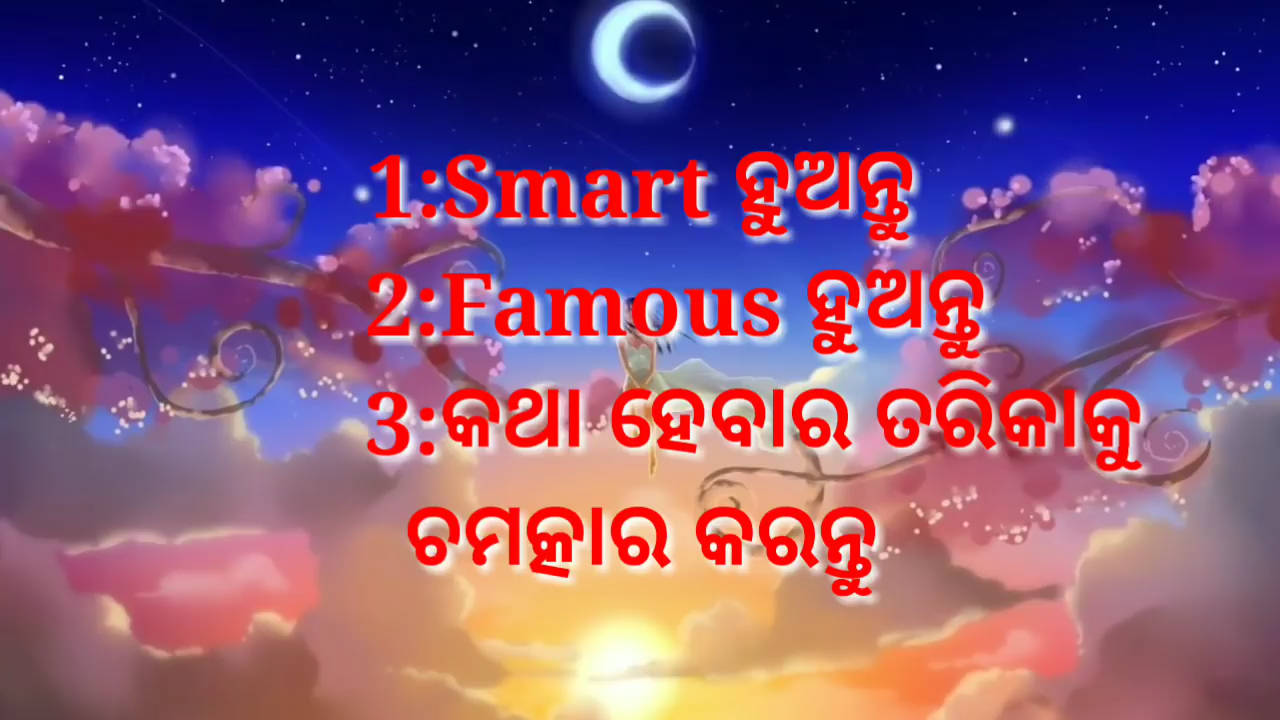 1:Smart ହୁଅନ୍ତୁ
2:Famous ହୁଅନ୍ତୁ
3:କଥା ହେବାର ତରିକାକୁ
ଚମତ୍କାର କରନ୍ତୁ